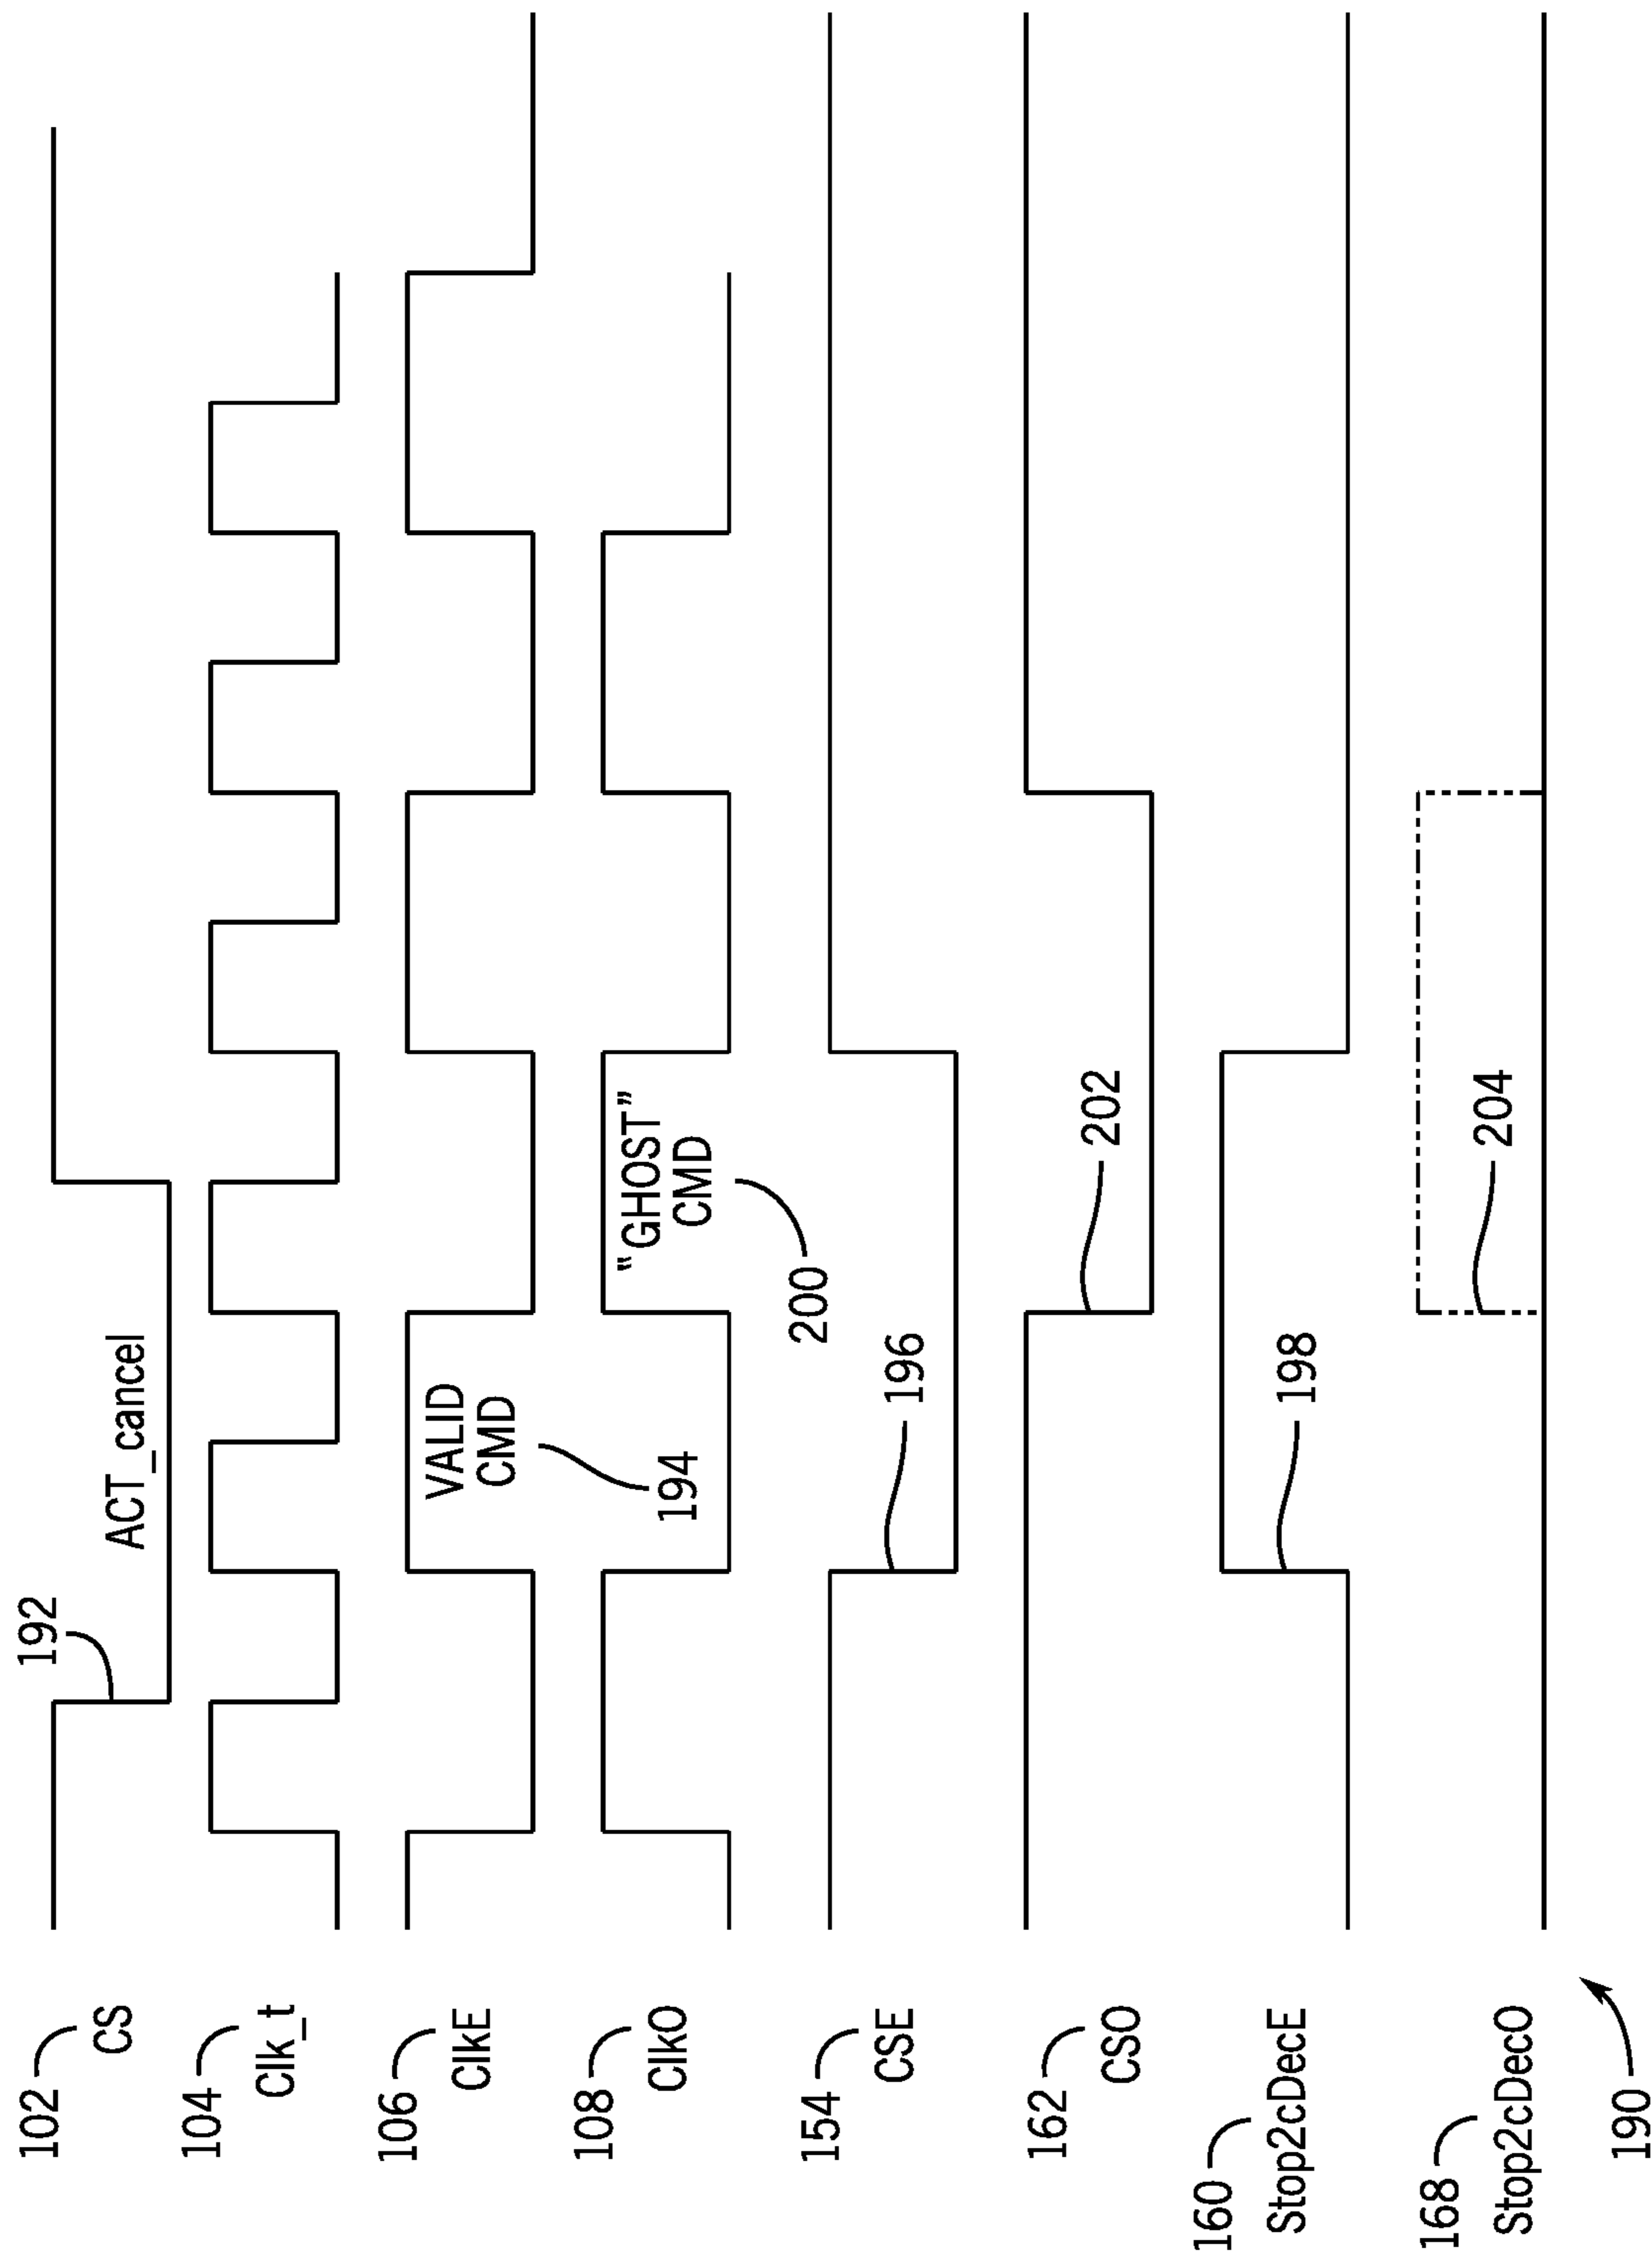 192
102
CS
ACT_cancel
104
Clk_t
106
ClkE
VALID
CMD
194
108
ClkO
"GHOST"
CMD
200
154
CSE
196
162
CSO
202
160
Stop2cDecE
198
168
Stop2cDecO
204
190